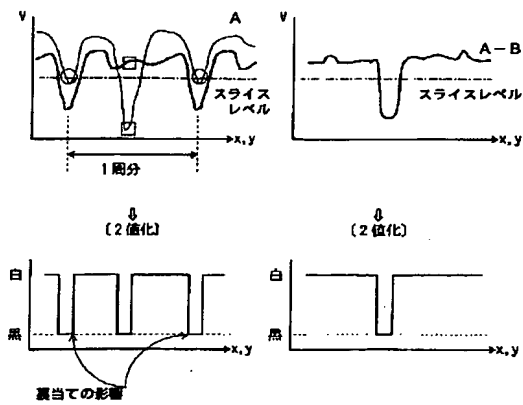 V
A
スライス
レベル
x,y
1周分
V
A−B
スライスレベル
x,y
⇩
〔2値化〕
⇩
〔2位化〕
白
黒
x,y
裏当ての影響
白
黒
x,y